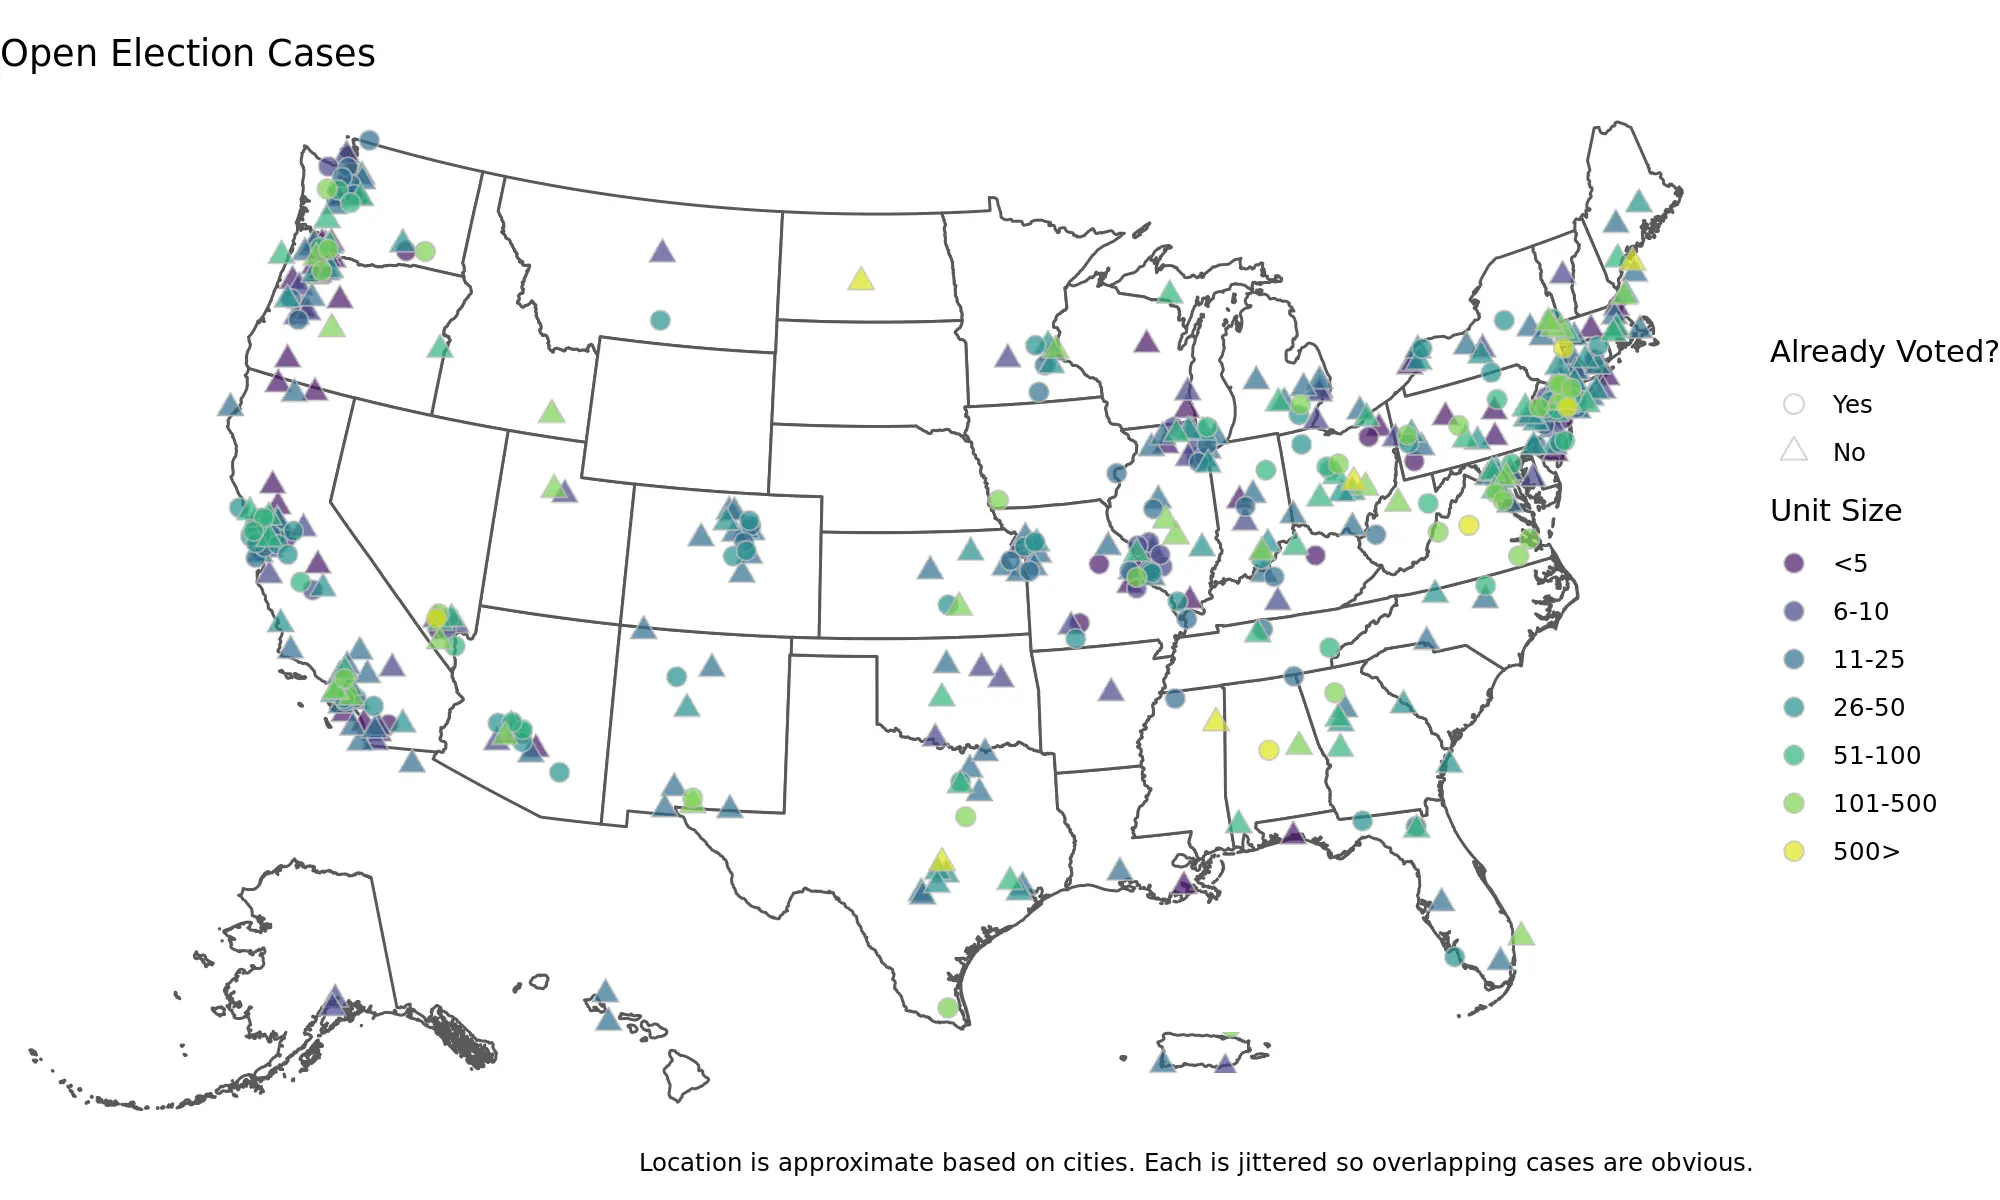 Open Election Cases
Already Voted?
Yes
No
Unit Size
<5
6-10
11-25
26-50
51-100
101-500
500>
Location is approximate based on cities. Each is jittered so overlapping cases are obvious.